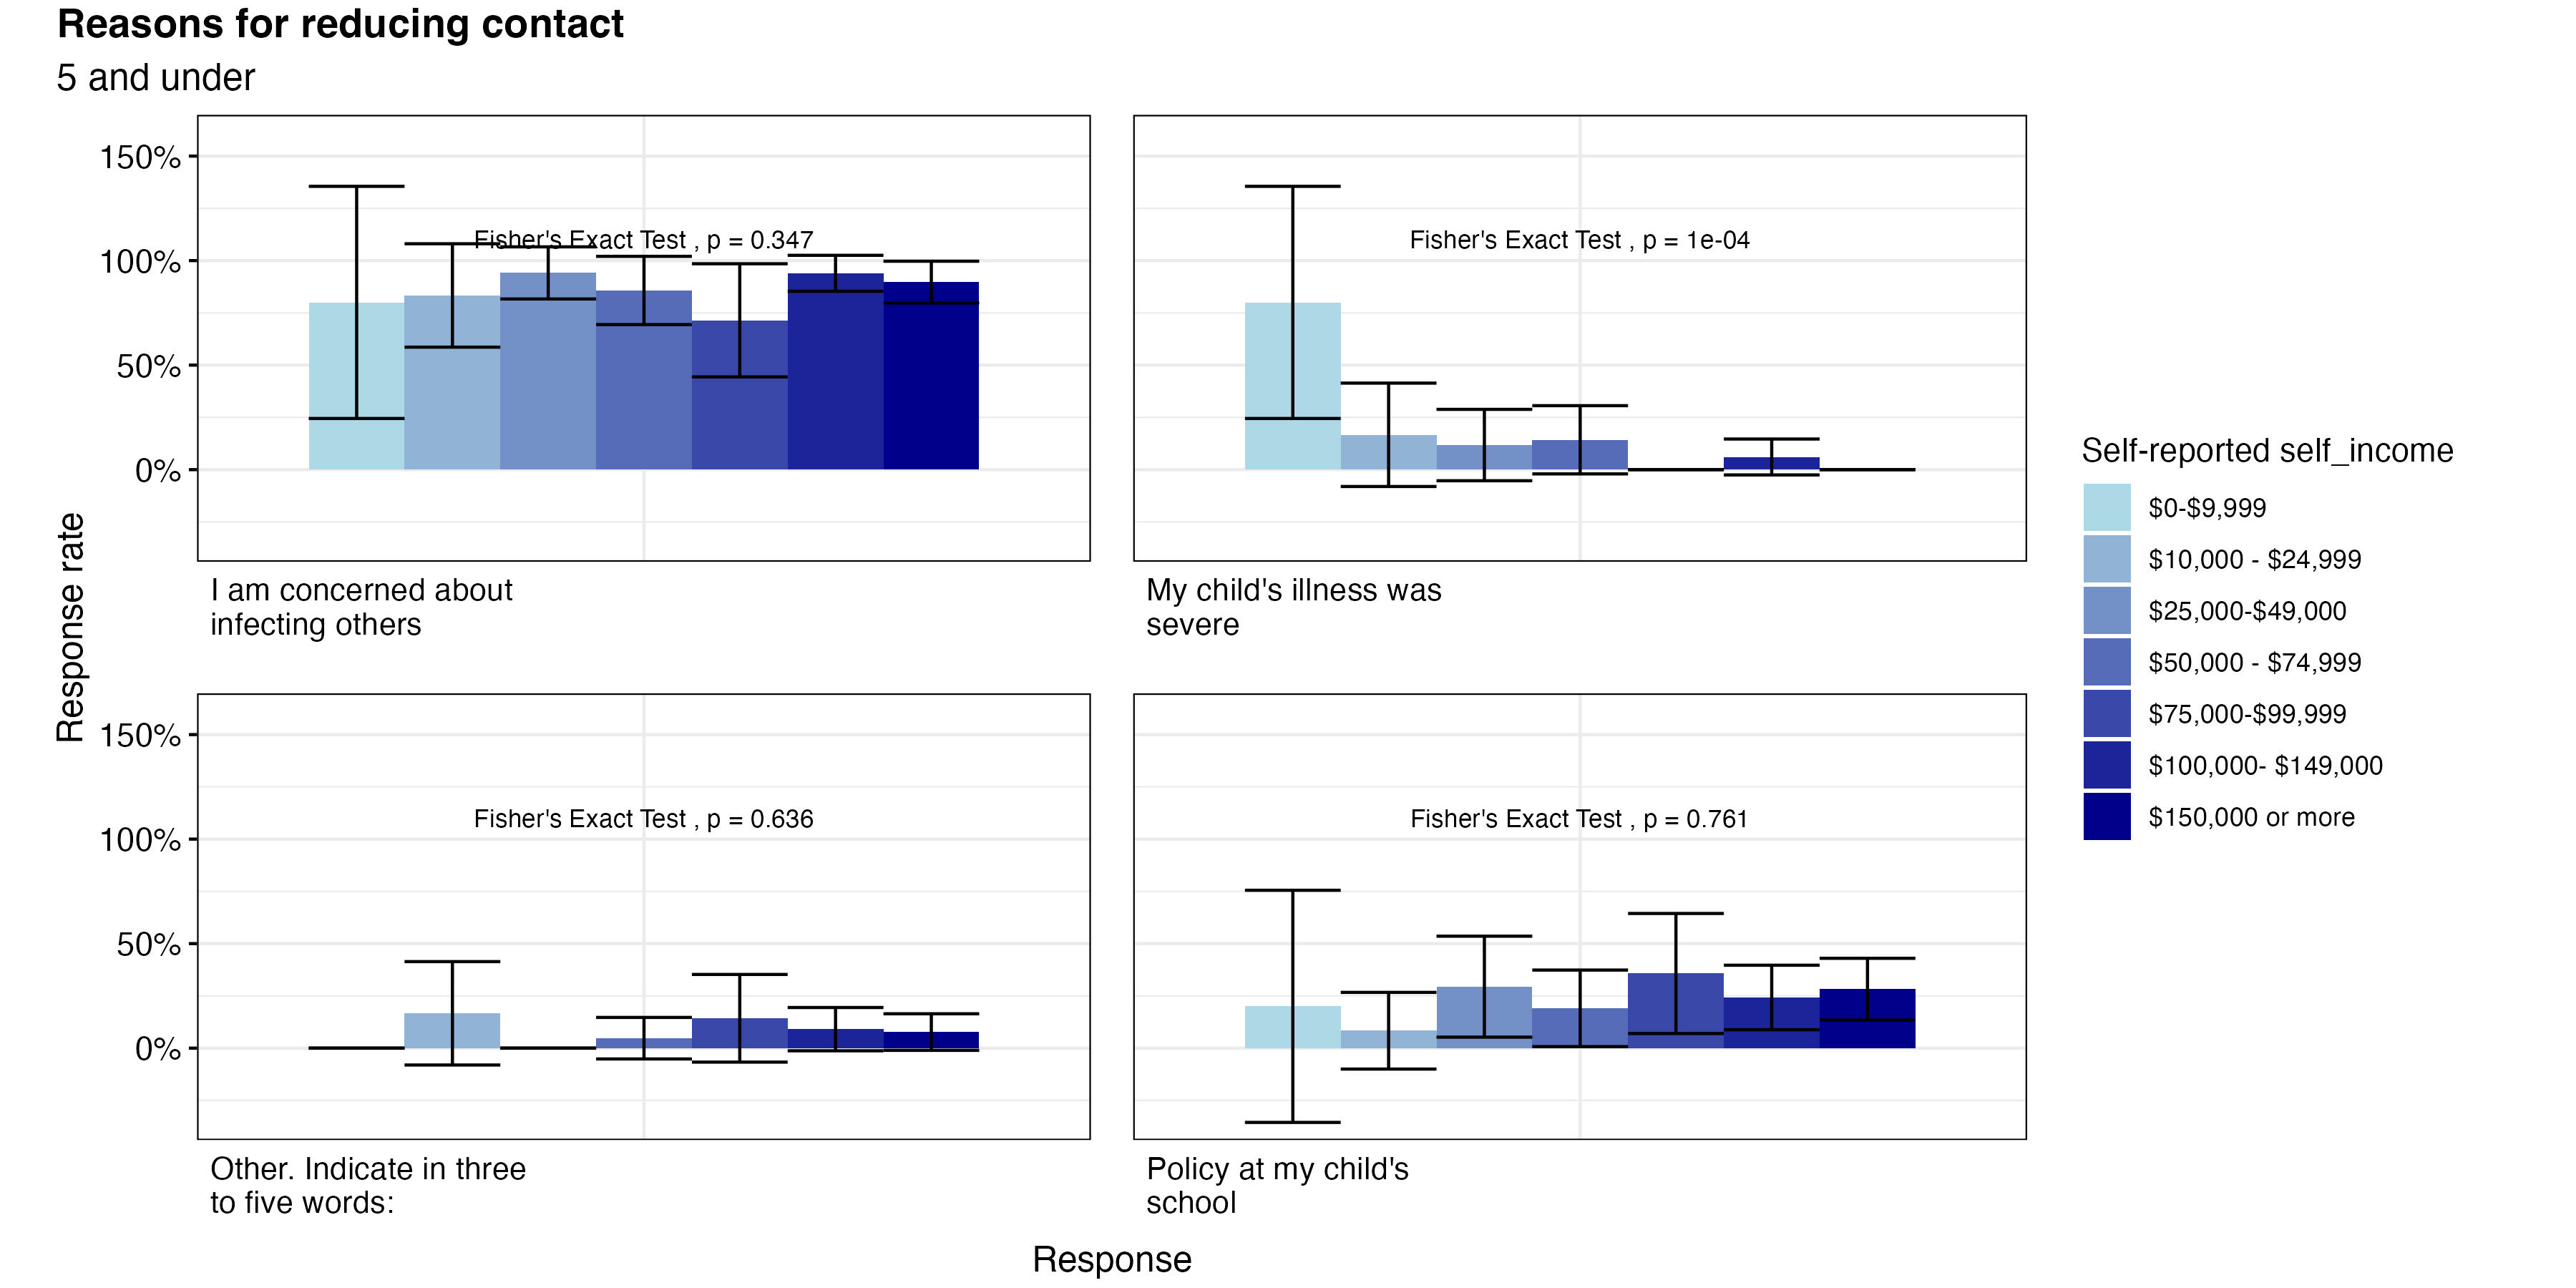 Reasons for reducing contact
5 and under
150%
100%
50%
0%
Fisher's Exact Test , p = 0.347
Fisher's Exact Test , p = 1e-04
I am concerned about
infecting others
My child's illness was
severe
Response rate
150%
100%
50%
0%
Fisher's Exact Test , p = 0.636
Fisher's Exact Test , p = 0.761
Other. Indicate in three
to five words:
Policy at my child's
school
Response
Self-reported self_income
$0-$9,999
$10,000 - $24,999
$25,000-$49,000
$50,000 - $74,999
$75,000-$99,999
$100,000- $149,000
$150,000 or more